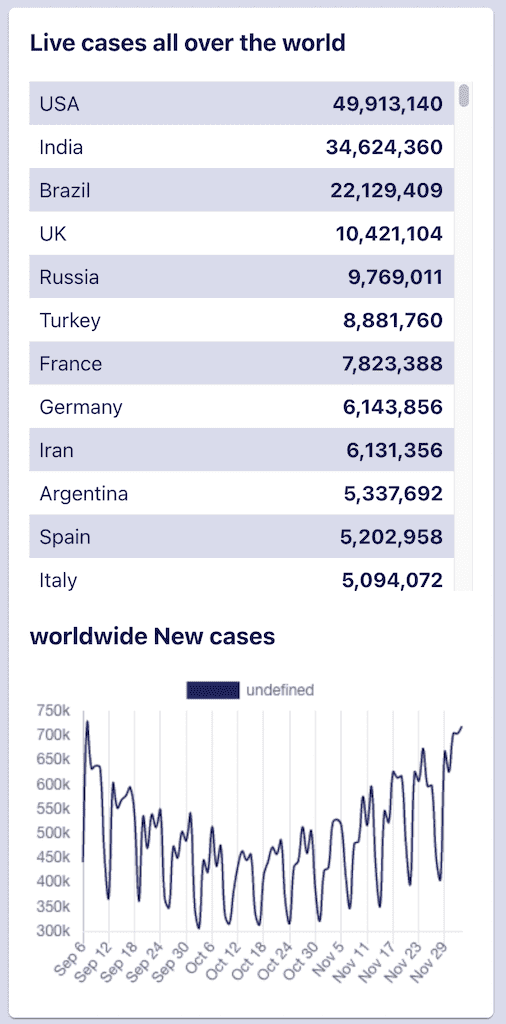 Live cases all over the world
USA 49,913,140
India 34,624,360
Brazil 22,129,409
UK 10,421,104
Russia 9,769,011
Turkey 8,881,760
France 7,823,388
Germany 6,143,856
Iran 6,131,356
Argentina 5,337,692
Spain 5,202,958
Italy 5,094,072
worldwide New cases
undefined
750k
700k
650k
600k
550k
500k
450k
400k
350k
300k
Sep 6 Sep 12 Sep 18 Sep 24 Sep 30 Oct 6 Oct 12 Oct 18 Oct 24 Oct 30 Nov 5 Nov 11 Nov 17 Nov 23 Nov 29